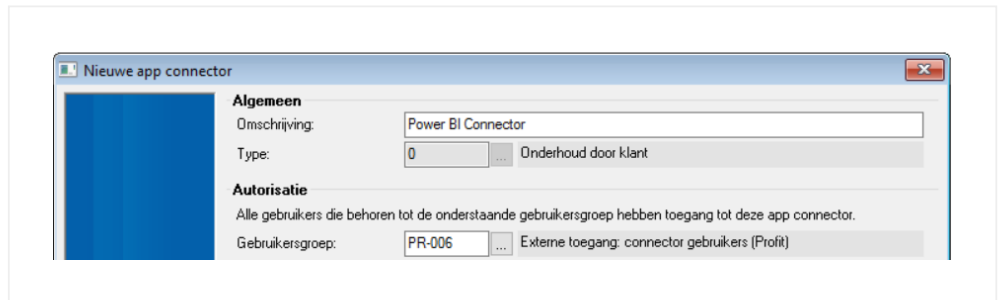 Nieuwe app connector
Algemeen
Omschrijving: Power BI Connector
Type: 0 ... Onderhoud door klant
Autorisatie
Alle gebruikers die behoren tot de onderstaande gebruikersgroep hebben toegang tot deze app connector.
Gebruikersgroep: PR-006 ... Externe toegang: connector gebruikers (Profit)